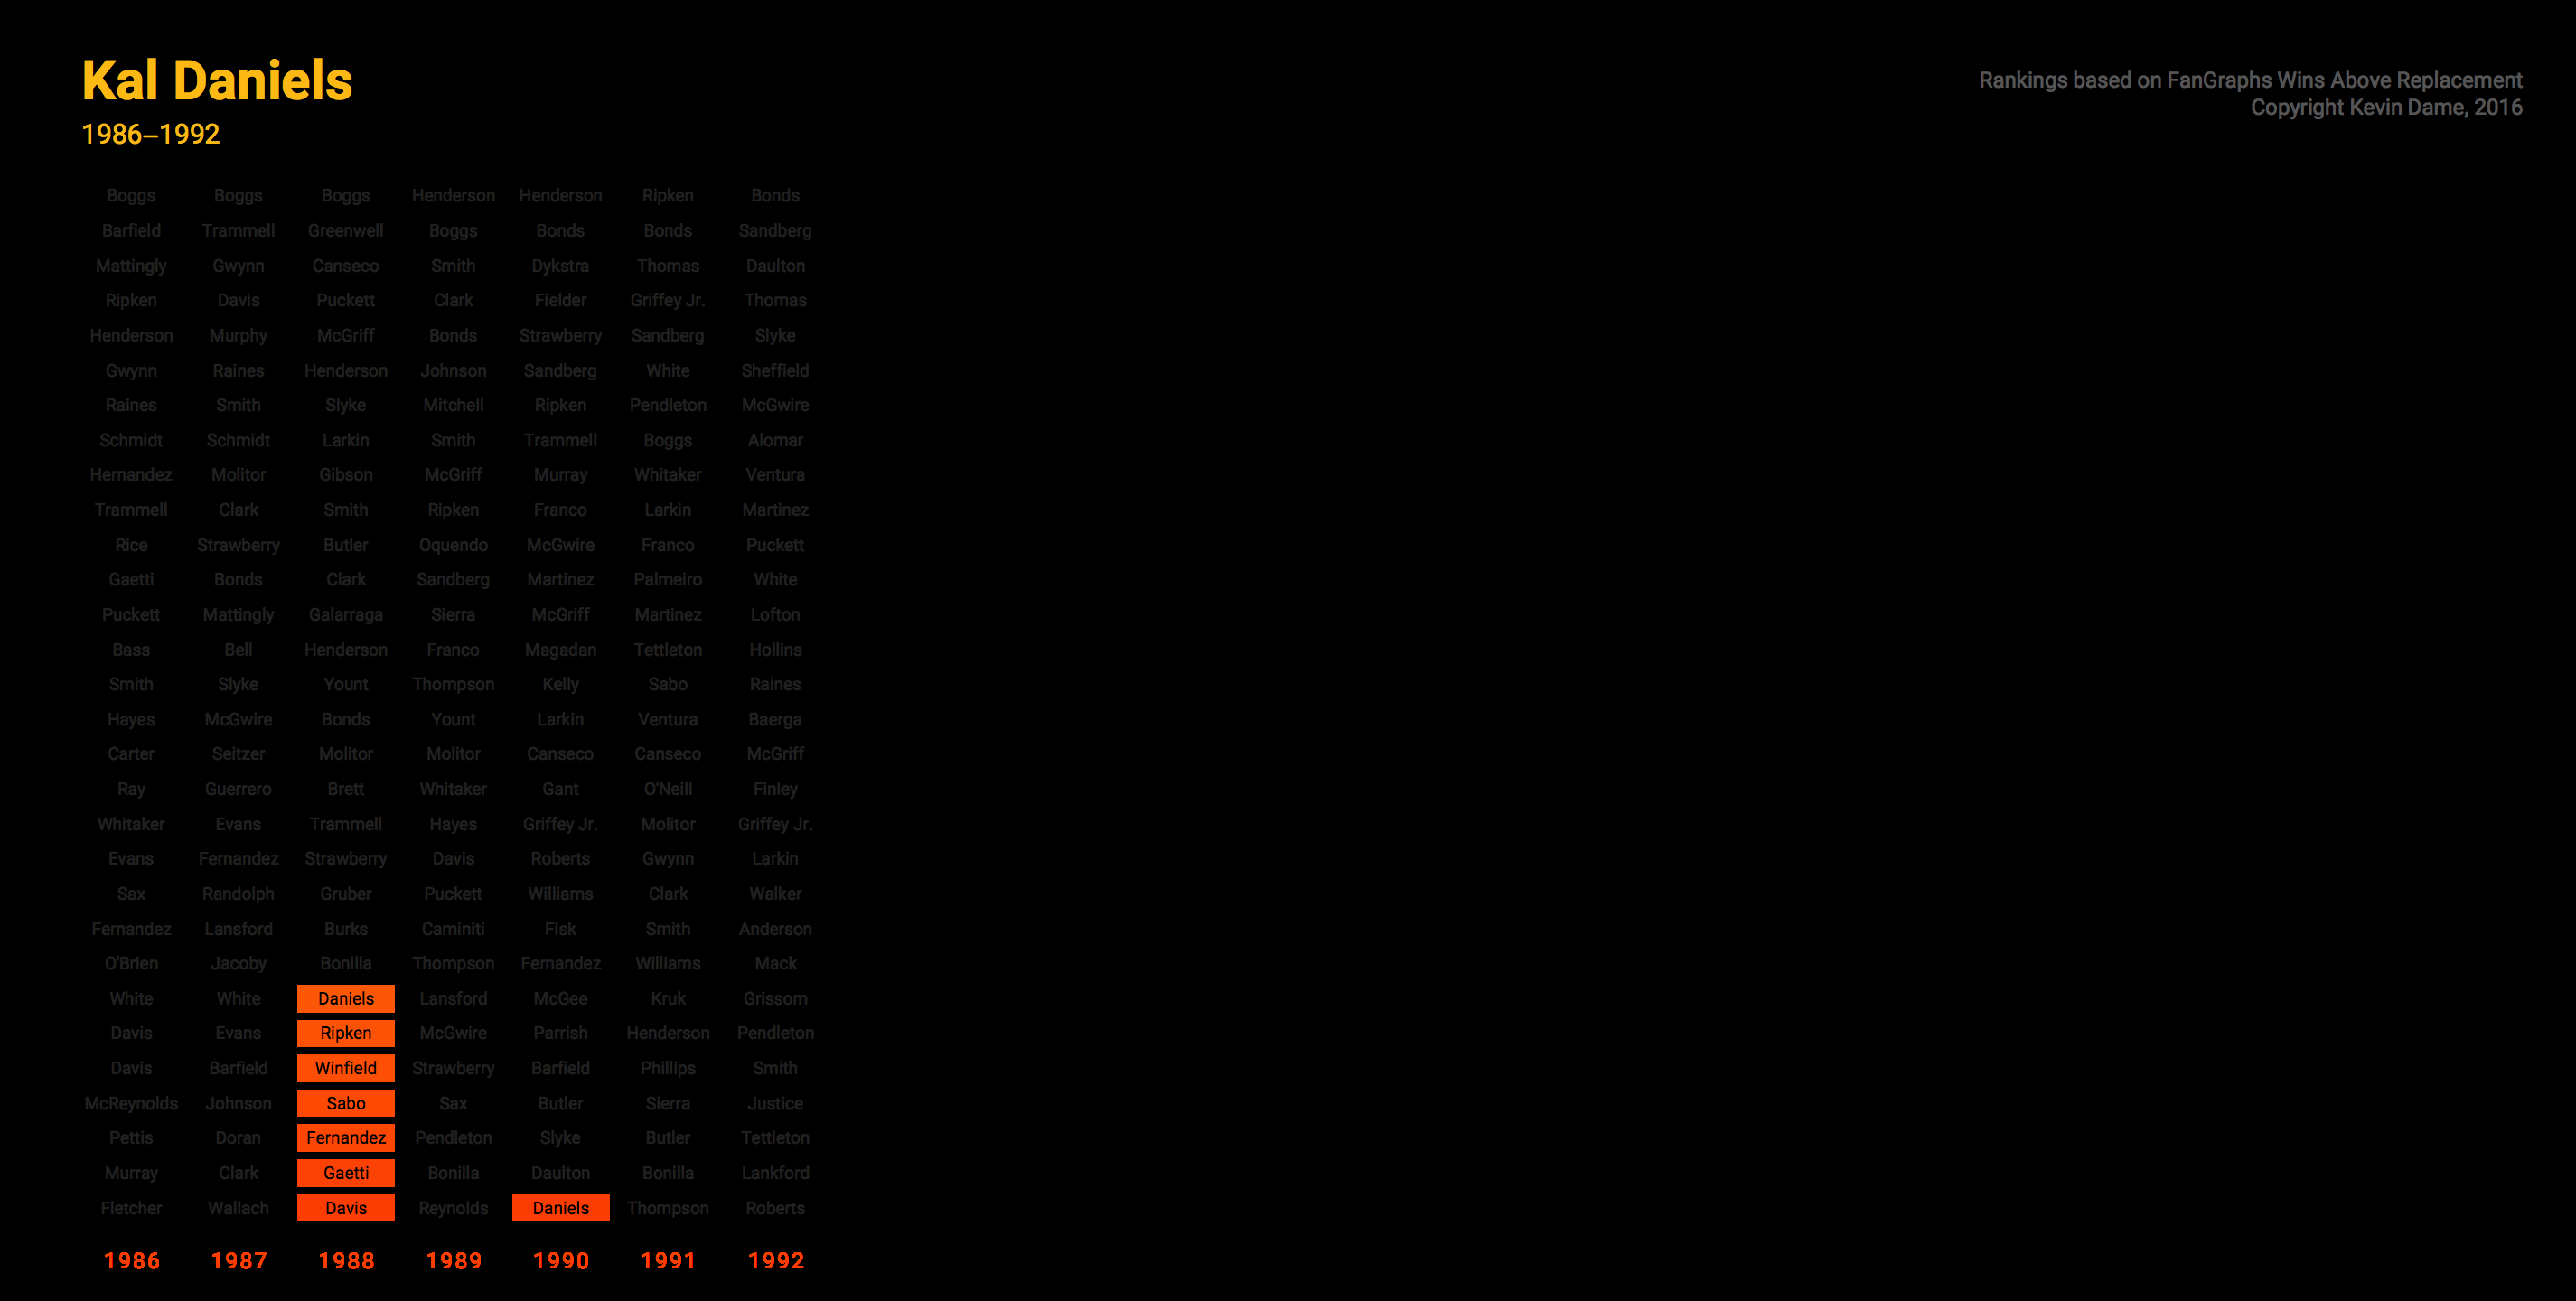 Kal Daniels
1986–1992
Rankings based on FanGraphs Wins Above Replacement
Copyright Kevin Dame, 2016
Boggs Boggs Boggs Henderson Henderson Ripken Bonds
Barfield Trammell Greenwell Boggs Bonds Bonds Sandberg
Mattingly Gwynn Canseco Smith Dykstra Thomas Daulton
Ripken Davis Puckett Clark Fielder Griffey Jr. Thomas
Henderson Murphy McGriff Bonds Strawberry Sandberg Slyke
Gwynn Raines Henderson Johnson Sandberg White Sheffield
Raines Smith Slyke Mitchell Ripken Pendleton McGwire
Schmidt Schmidt Larkin Smith Trammell Boggs Alomar
Hernandez Molitor Gibson McGriff Murray Whitaker Ventura
Trammell Clark Smith Ripken Franco Larkin Martinez
Rice Strawberry Butler Oquendo McGwire Franco Puckett
Gaetti Bonds Clark Sandberg Martinez Palmeiro White
Puckett Mattingly Galarraga Sierra McGriff Martinez Lofton
Bass Bell Henderson Franco Magadan Tettleton Hollins
Smith Slyke Yount Thompson Kelly Sabo Raines
Hayes McGwire Bonds Yount Larkin Ventura Baerga
Carter Seitzer Molitor Molitor Canseco Canseco McGriff
Ray Guerrero Brett Whitaker Gant O'Neill Finley
Whitaker Evans Trammell Hayes Griffey Jr. Molitor Griffey Jr.
Evans Fernandez Strawberry Davis Roberts Gwynn Larkin
Sax Randolph Gruber Puckett Williams Clark Walker
Fernandez Lansford Burks Caminiti Fisk Smith Anderson
O'Brien Jacoby Bonilla Thompson Fernandez Williams Mack
White White Daniels Lansford McGee Kruk Grissom
Davis Evans Ripken McGwire Parrish Henderson Pendleton
Davis Barfield Winfield Strawberry Barfield Phillips Smith
McReynolds Johnson Sabo Sax Butler Sierra Justice
Pettis Doran Fernandez Pendleton Slyke Butler Tettleton
Murray Clark Gaetti Bonilla Daulton Bonilla Lankford
Fletcher Wallach Davis Reynolds Daniels Thompson Roberts
1986 1987 1988 1989 1990 1991 1992